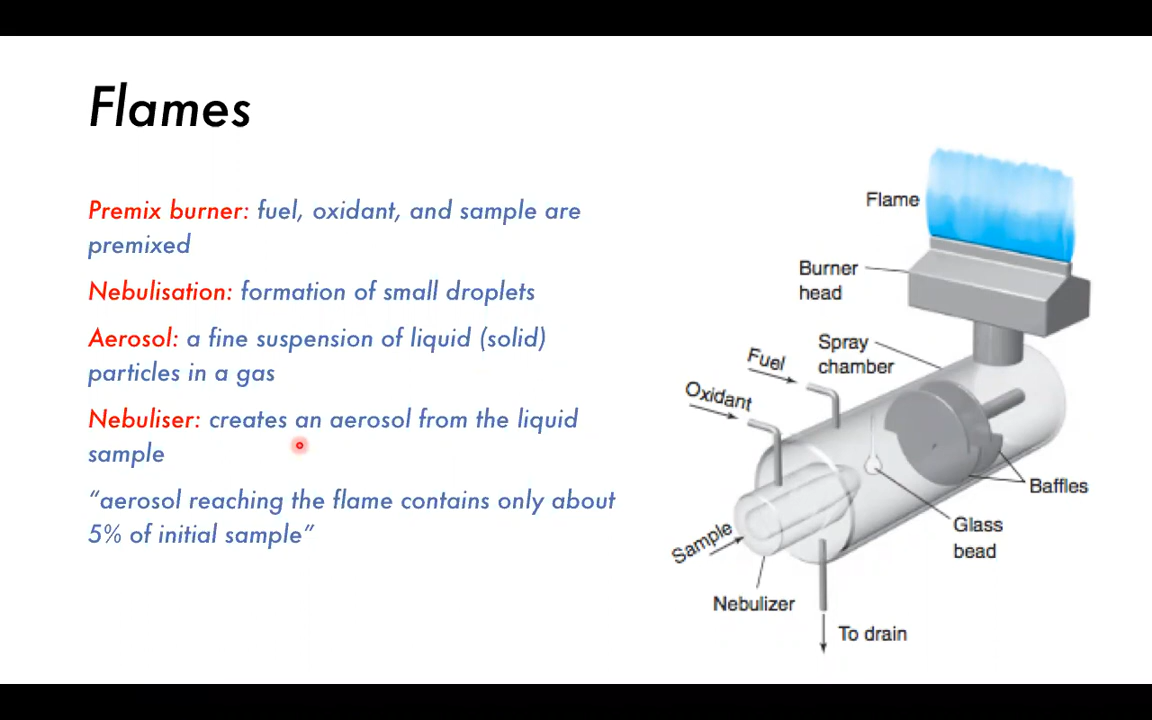 Flames
Premix burner: fuel, oxidant, and sample are
premixed
Nebulisation: formation of small droplets
Aerosol: a fine suspension of liquid (solid)
particles in a gas
Nebuliser: creates an aerosol from the liquid
sample
“aerosol reaching the flame contains only about
5% of initial sample”
Flame
Burner
head
Spray
chamber
Fuel
Oxidant
Baffles
Glass
bead
Sample
Nebulizer
To drain